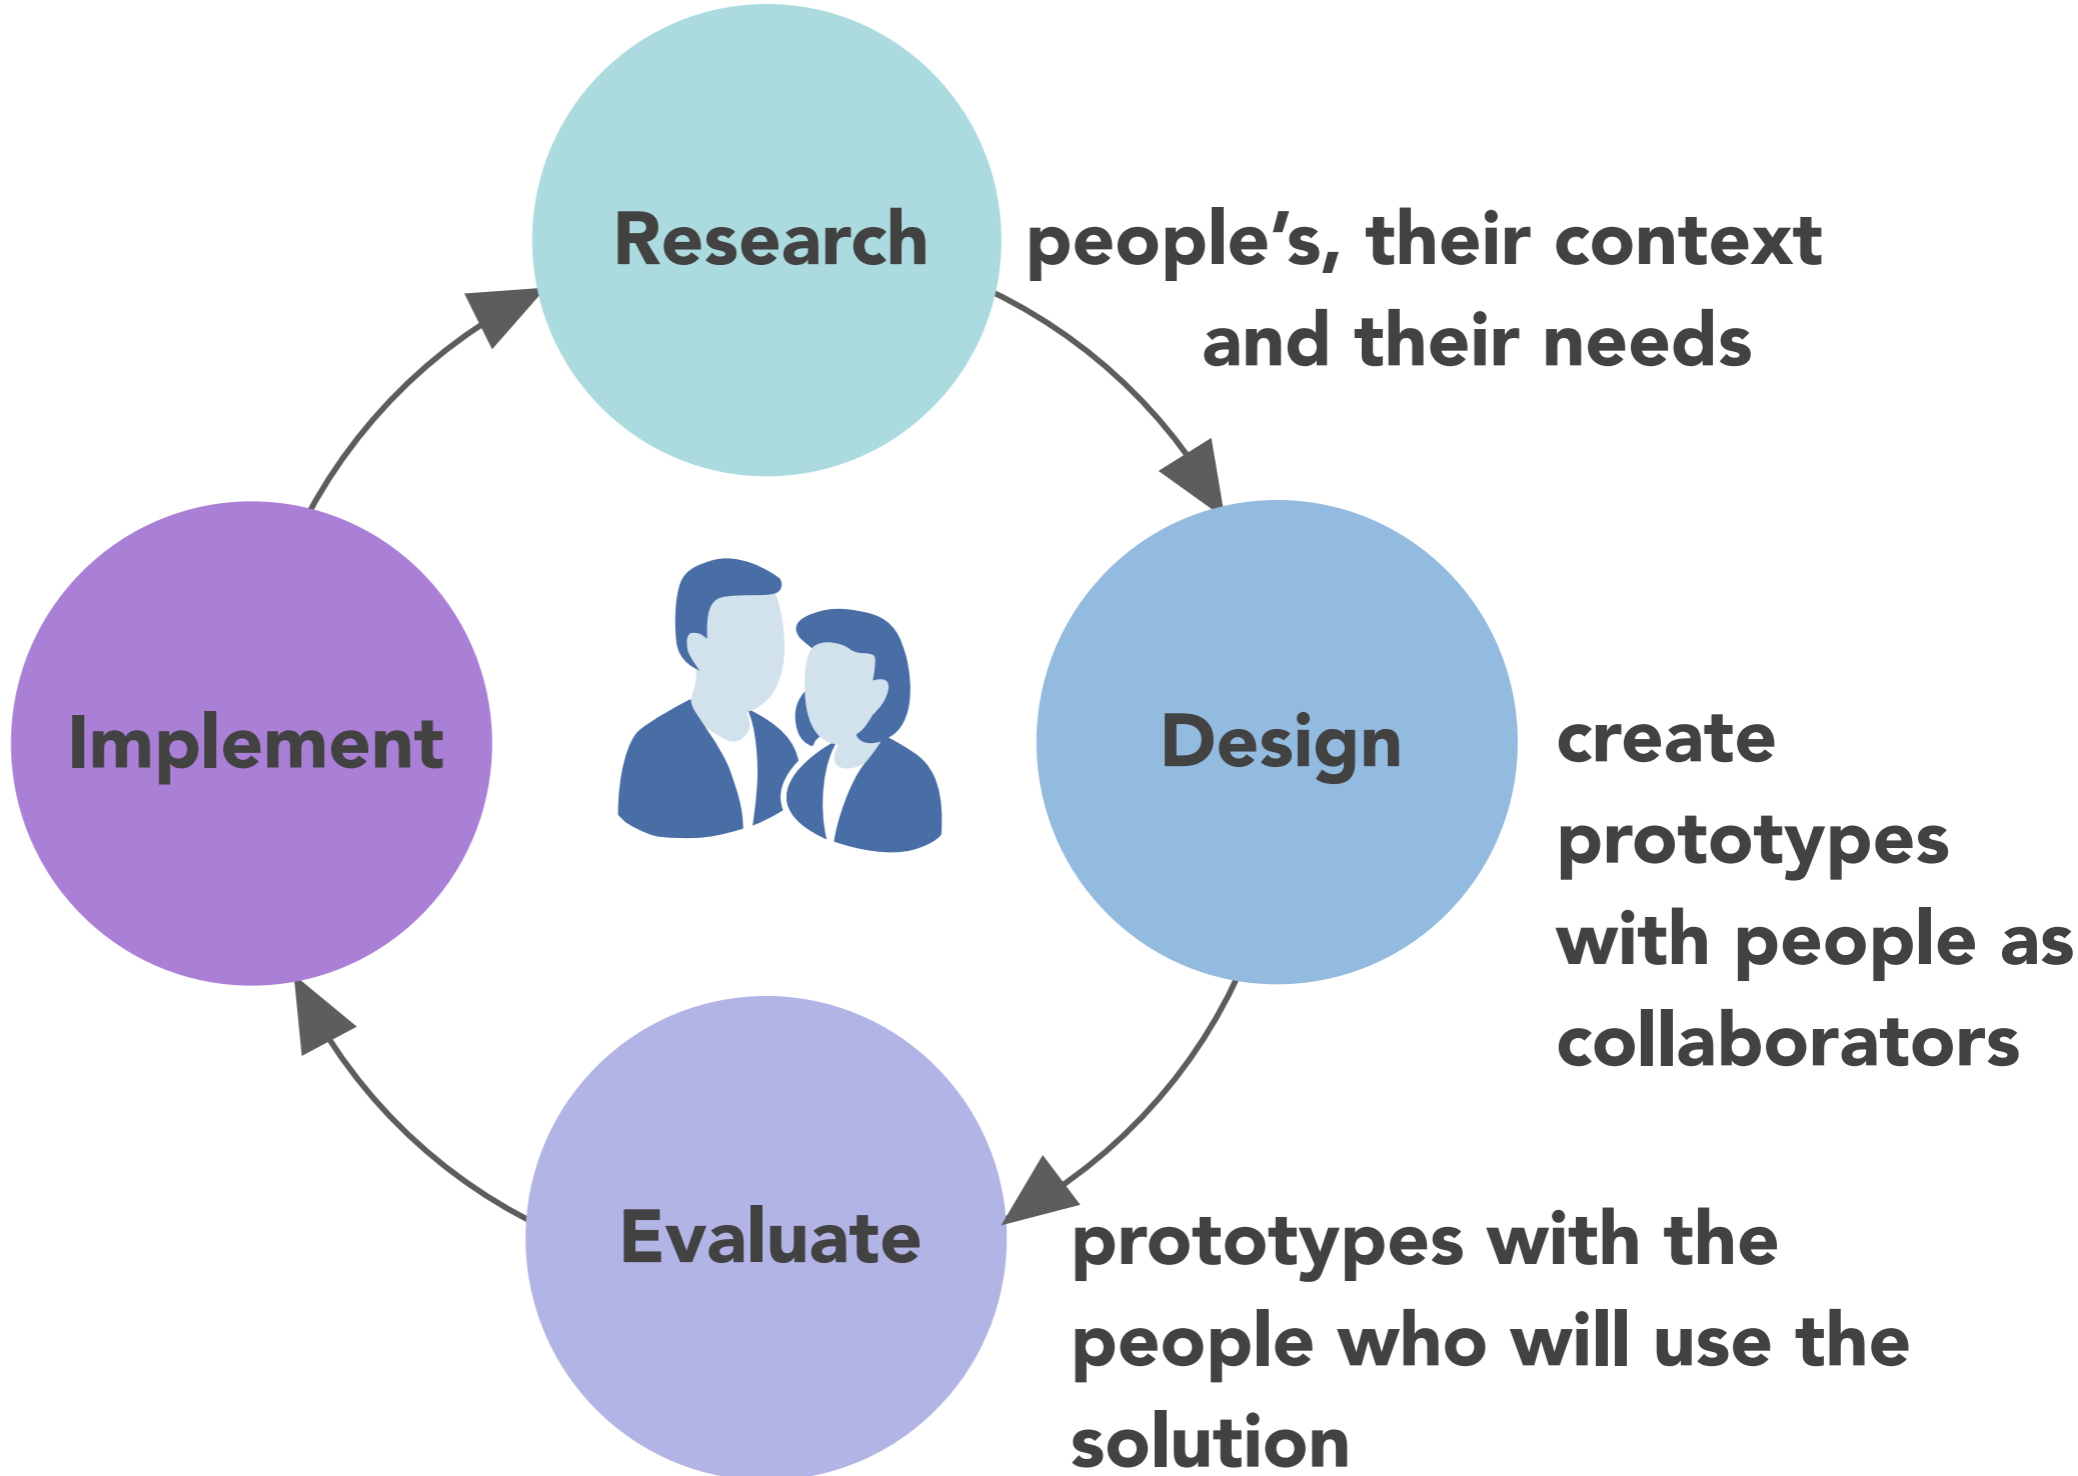 Research
people’s, their context
and their needs
Implement
Design
create
prototypes
with people as
collaborators
Evaluate
prototypes with the
people who will use the
solution